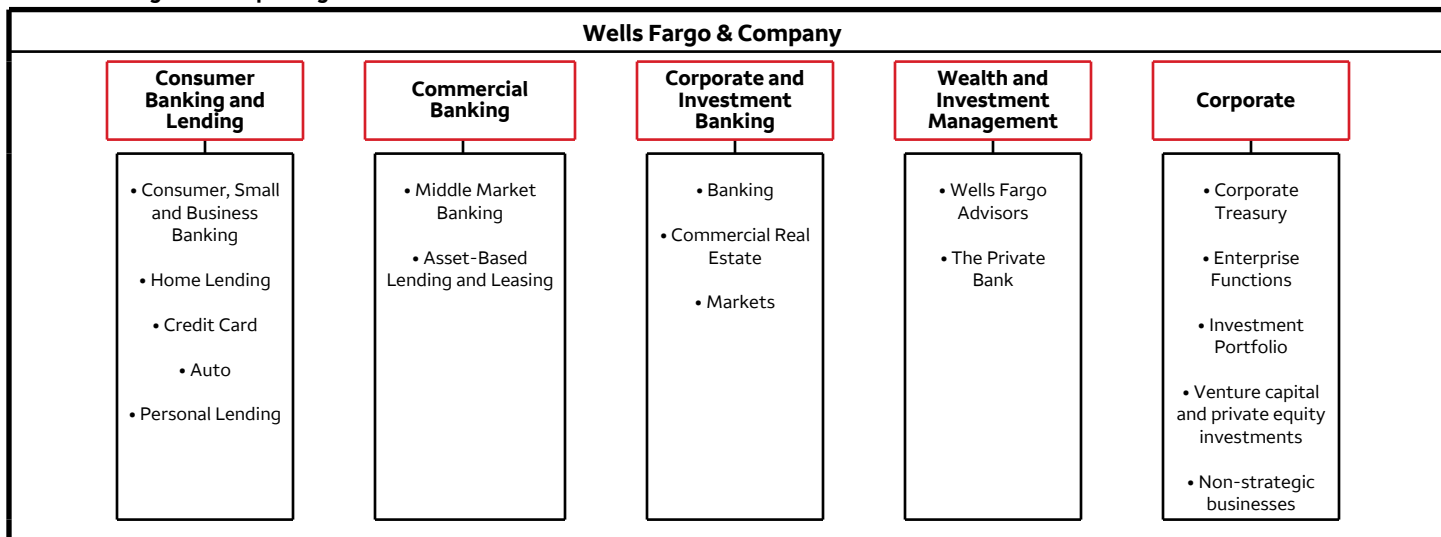 Wells Fargo & Company
Consumer
Banking and
Lending
• Consumer, Small
and Business
Banking
• Home Lending
• Credit Card
• Auto
• Personal Lending
Commercial
Banking
• Middle Market
Banking
• Asset-Based
Lending and Leasing
Corporate and
Investment
Banking
• Banking
• Commercial Real
Estate
• Markets
Wealth and
Investment
Management
• Wells Fargo
Advisors
• The Private
Bank
Corporate
• Corporate
Treasury
• Enterprise
Functions
• Investment
Portfolio
• Venture capital
and private equity
investments
• Non-strategic
businesses